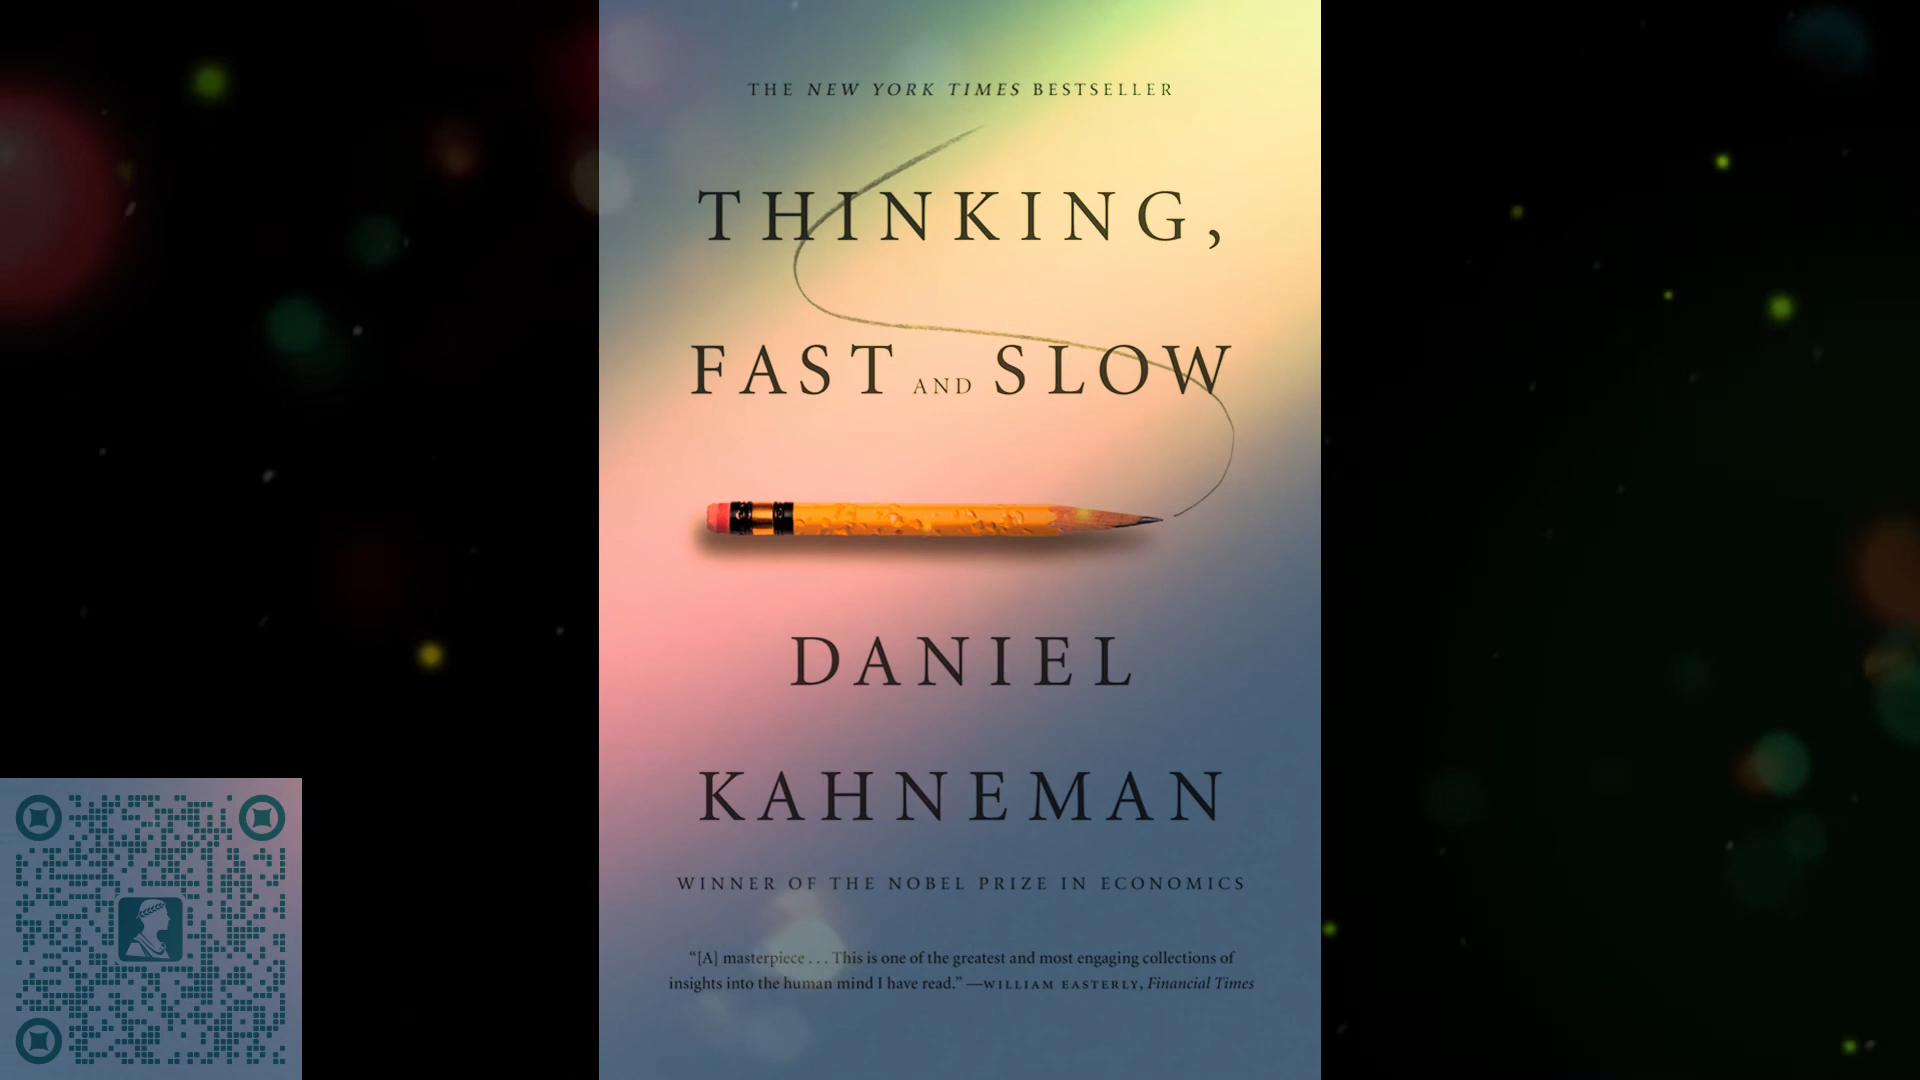 THE NEW YORK TIMES BESTSELLER
THINKING,
FAST AND SLOW
DANIEL
KAHNEMAN
WINNER OF THE NOBEL PRIZE IN ECONOMICS
“[A] masterpiece . . . This is one of the greatest and most engaging collections of
insights into the human mind I have read.” —WILLIAM EASTERLY, Financial Times